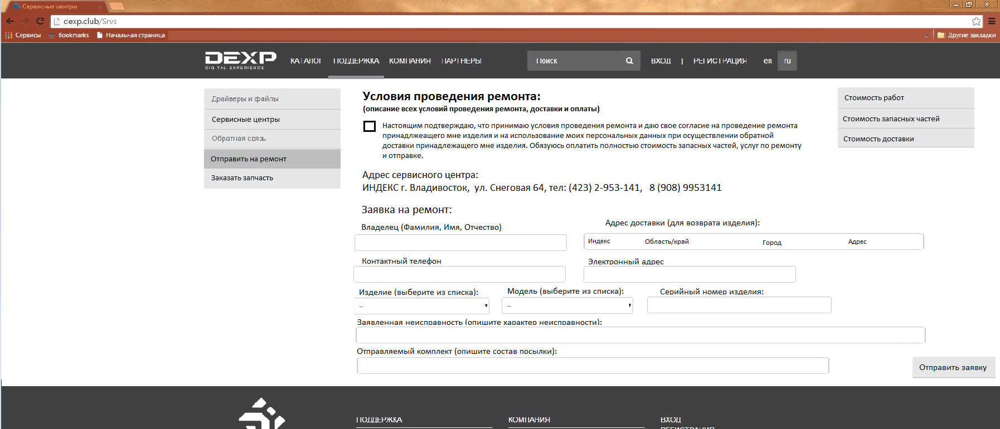 Сервисные центры
dexp.club/Srvs
Сервисы Bookmarks Начальная страница » Другие закладки
DEXP
DIGITAL EXPERIENCE
КАТАЛОГ ПОДДЕРЖКА КОМПАНИЯ ПАРТНЕРЫ Поиск ВХОД | РЕГИСТРАЦИЯ en ru
Драйверы и файлы
Сервисные центры
Обратная связь
Отправить на ремонт
Заказать запчасть
Условия проведения ремонта:
(описание всех условий проведения ремонта, доставки и оплаты)
Настоящим подтверждаю, что принимаю условия проведения ремонта и даю свое согласие на проведение ремонта
принадлжеащего мне изделия и на использование моих персональных данных при осуществлении обратной
доставки принадлежащего мне изделия. Обязуюсь оплатить полностью стоимость запасных частей, услуг по ремонту
и отправке.
Стоимость работ
Стоимость запасных частей
Стоимость доставки
Адрес сервисного центра:
ИНДЕКС г. Владивосток, ул. Снеговая 64, тел: (423) 2-953-141, 8 (908) 9953141
Заявка на ремонт:
Владелец (Фамилия, Имя, Отчество)
Адрес доставки (для возврата изделия):
Индекс Область/край Город Адрес
Контактный телефон Электронный адрес
Изделие (выберите из списка): Модель (выберите из списка): Серийный номер изделия:
-- --
Заявленная неисправность (опишите характер неисправности):
Отправляемый комплект (опишите состав посылки):
Отправить заявку
ПОДДЕРЖКА КОМПАНИЯ ВХОД
РЕГИСТРАЦИЯ